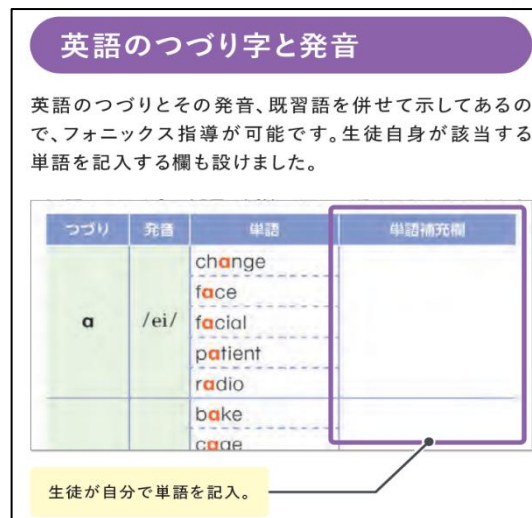 英語のつづり字と発音
英語のつづりとその発音、既習語を併せて示してあるの
で、フォニックス指導が可能です。生徒自身が該当する
単語を記入する欄も設けました。
つづり 発音 単語 単語補充欄
change
face
a /ei/ facial
patient
radio
bake
cage
生徒が自分で単語を記入。